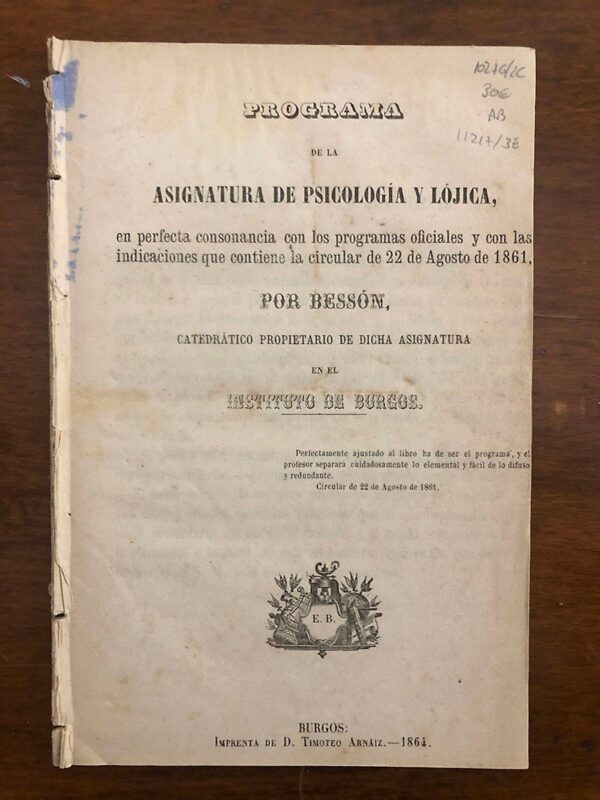 10276/2C
30€
AB
11217/3E
PROGRAMA
DE LA
ASIGNATURA DE PSICOLOGÍA Y LÓJICA,
en perfecta consonancia con los programas oficiales y con las
indicaciones que contiene la circular de 22 de Agosto de 1861,
POR BESSÓN,
CATEDRÁTICO PROPIETARIO DE DICHA ASIGNATURA
EN EL
INSTITUTO DE BURGOS.
Perfectamente ajustado al libro ha de ser el programa, y el
profesor separará cuidadosamente lo elemental y fácil de lo difuso
y redundante.
Circular de 22 de Agosto de 1861.
E. B.
BURGOS:
IMPRENTA DE D. TIMOTEO ARNÁIZ.—1864.